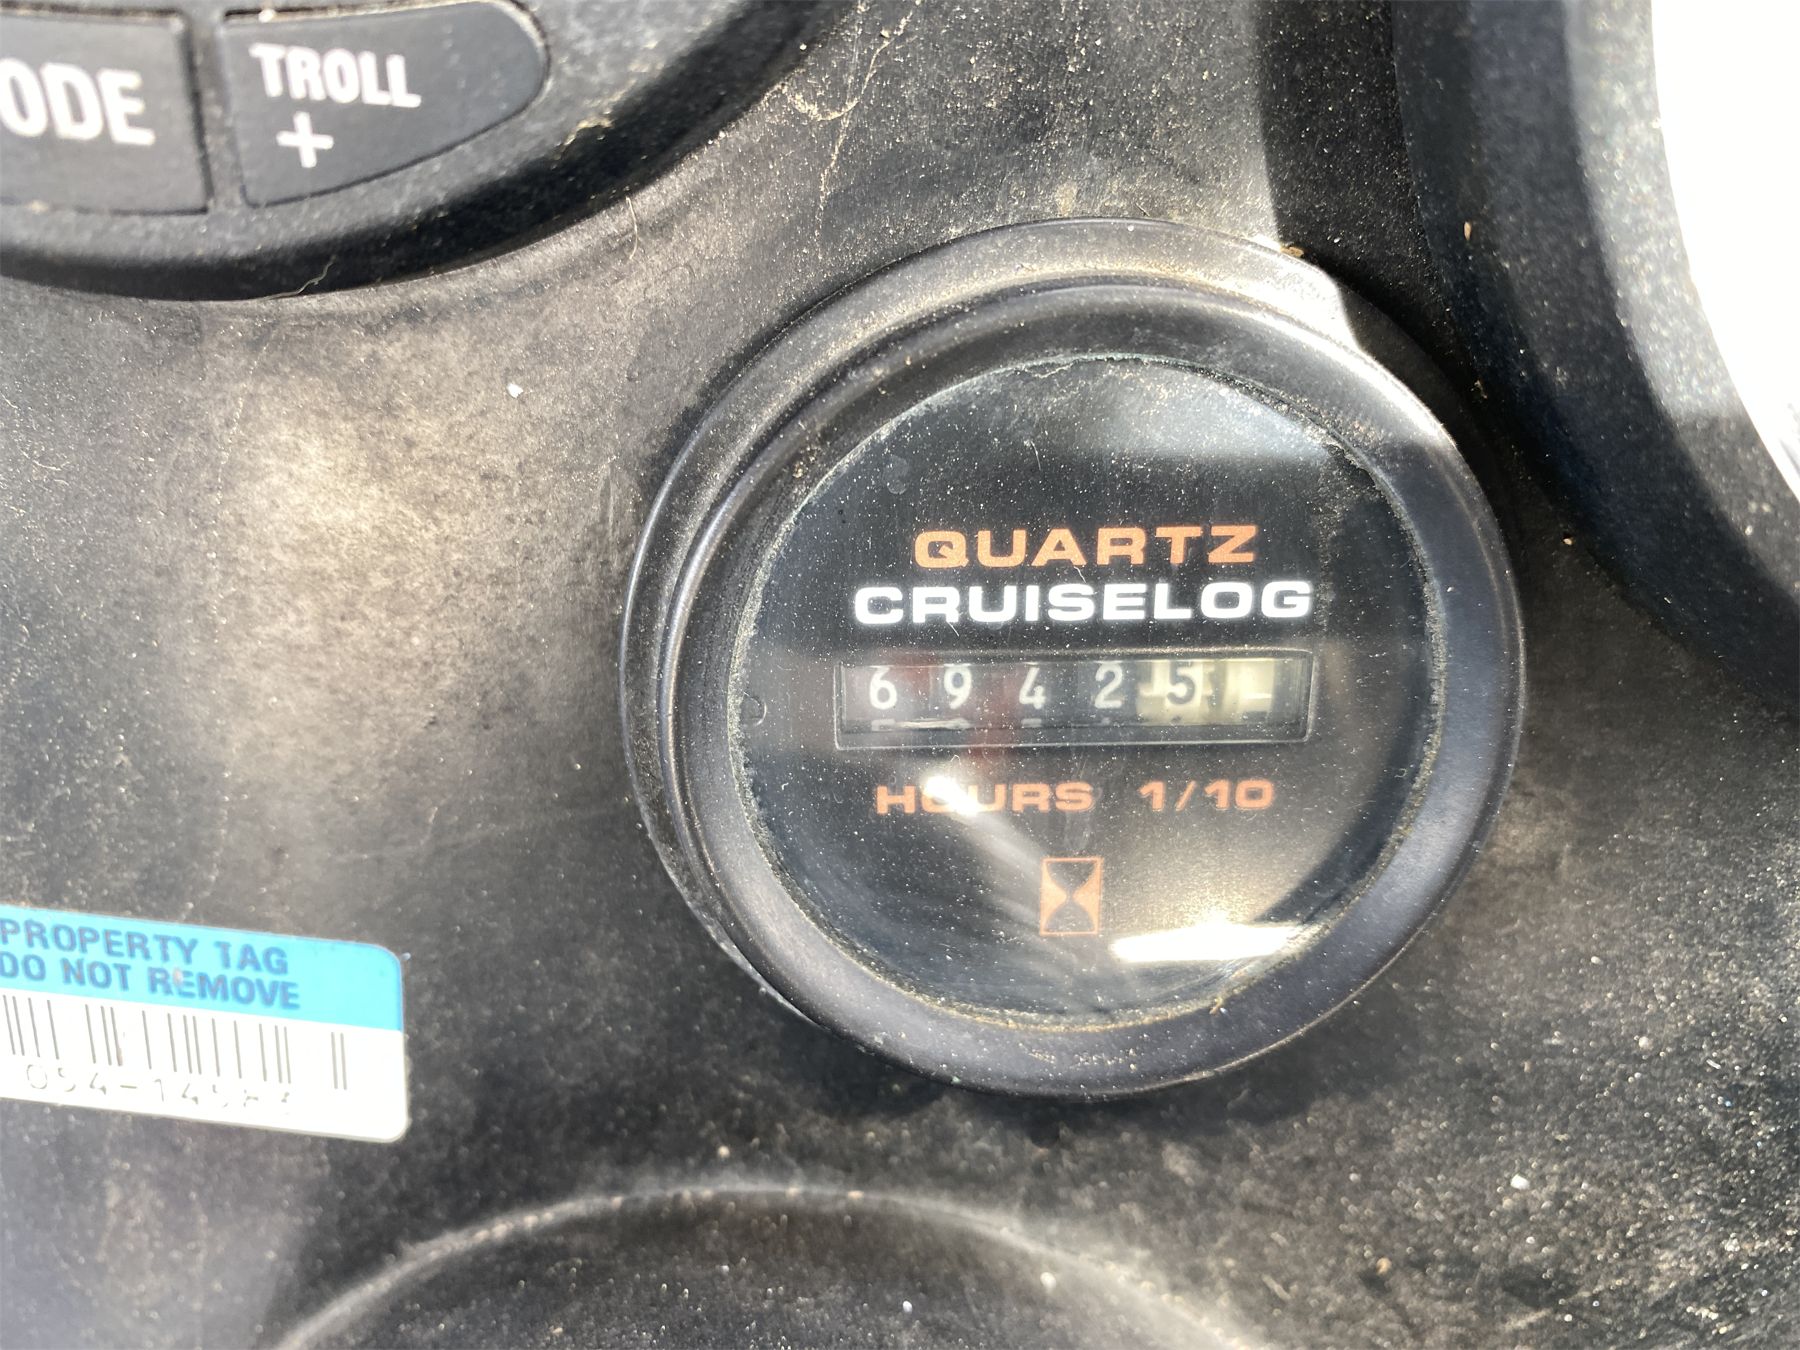 ODE
TROLL
+
QUARTZ
CRUISELOG
6 9 4 2 5
HOURS 1/10
PROPERTY TAG
DO NOT REMOVE